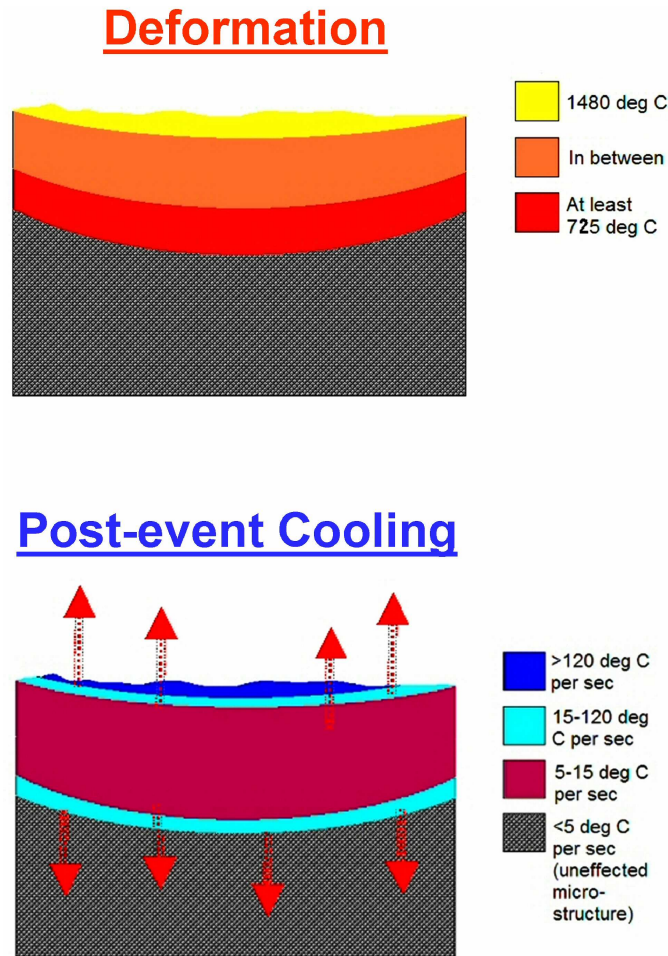 Deformation
1480 deg C
In between
At least
725 deg C
Post-event Cooling
>120 deg C
per sec
15-120 deg
C per sec
5-15 deg C
per sec
<5 deg C
per sec
(uneffected
micro-
structure)